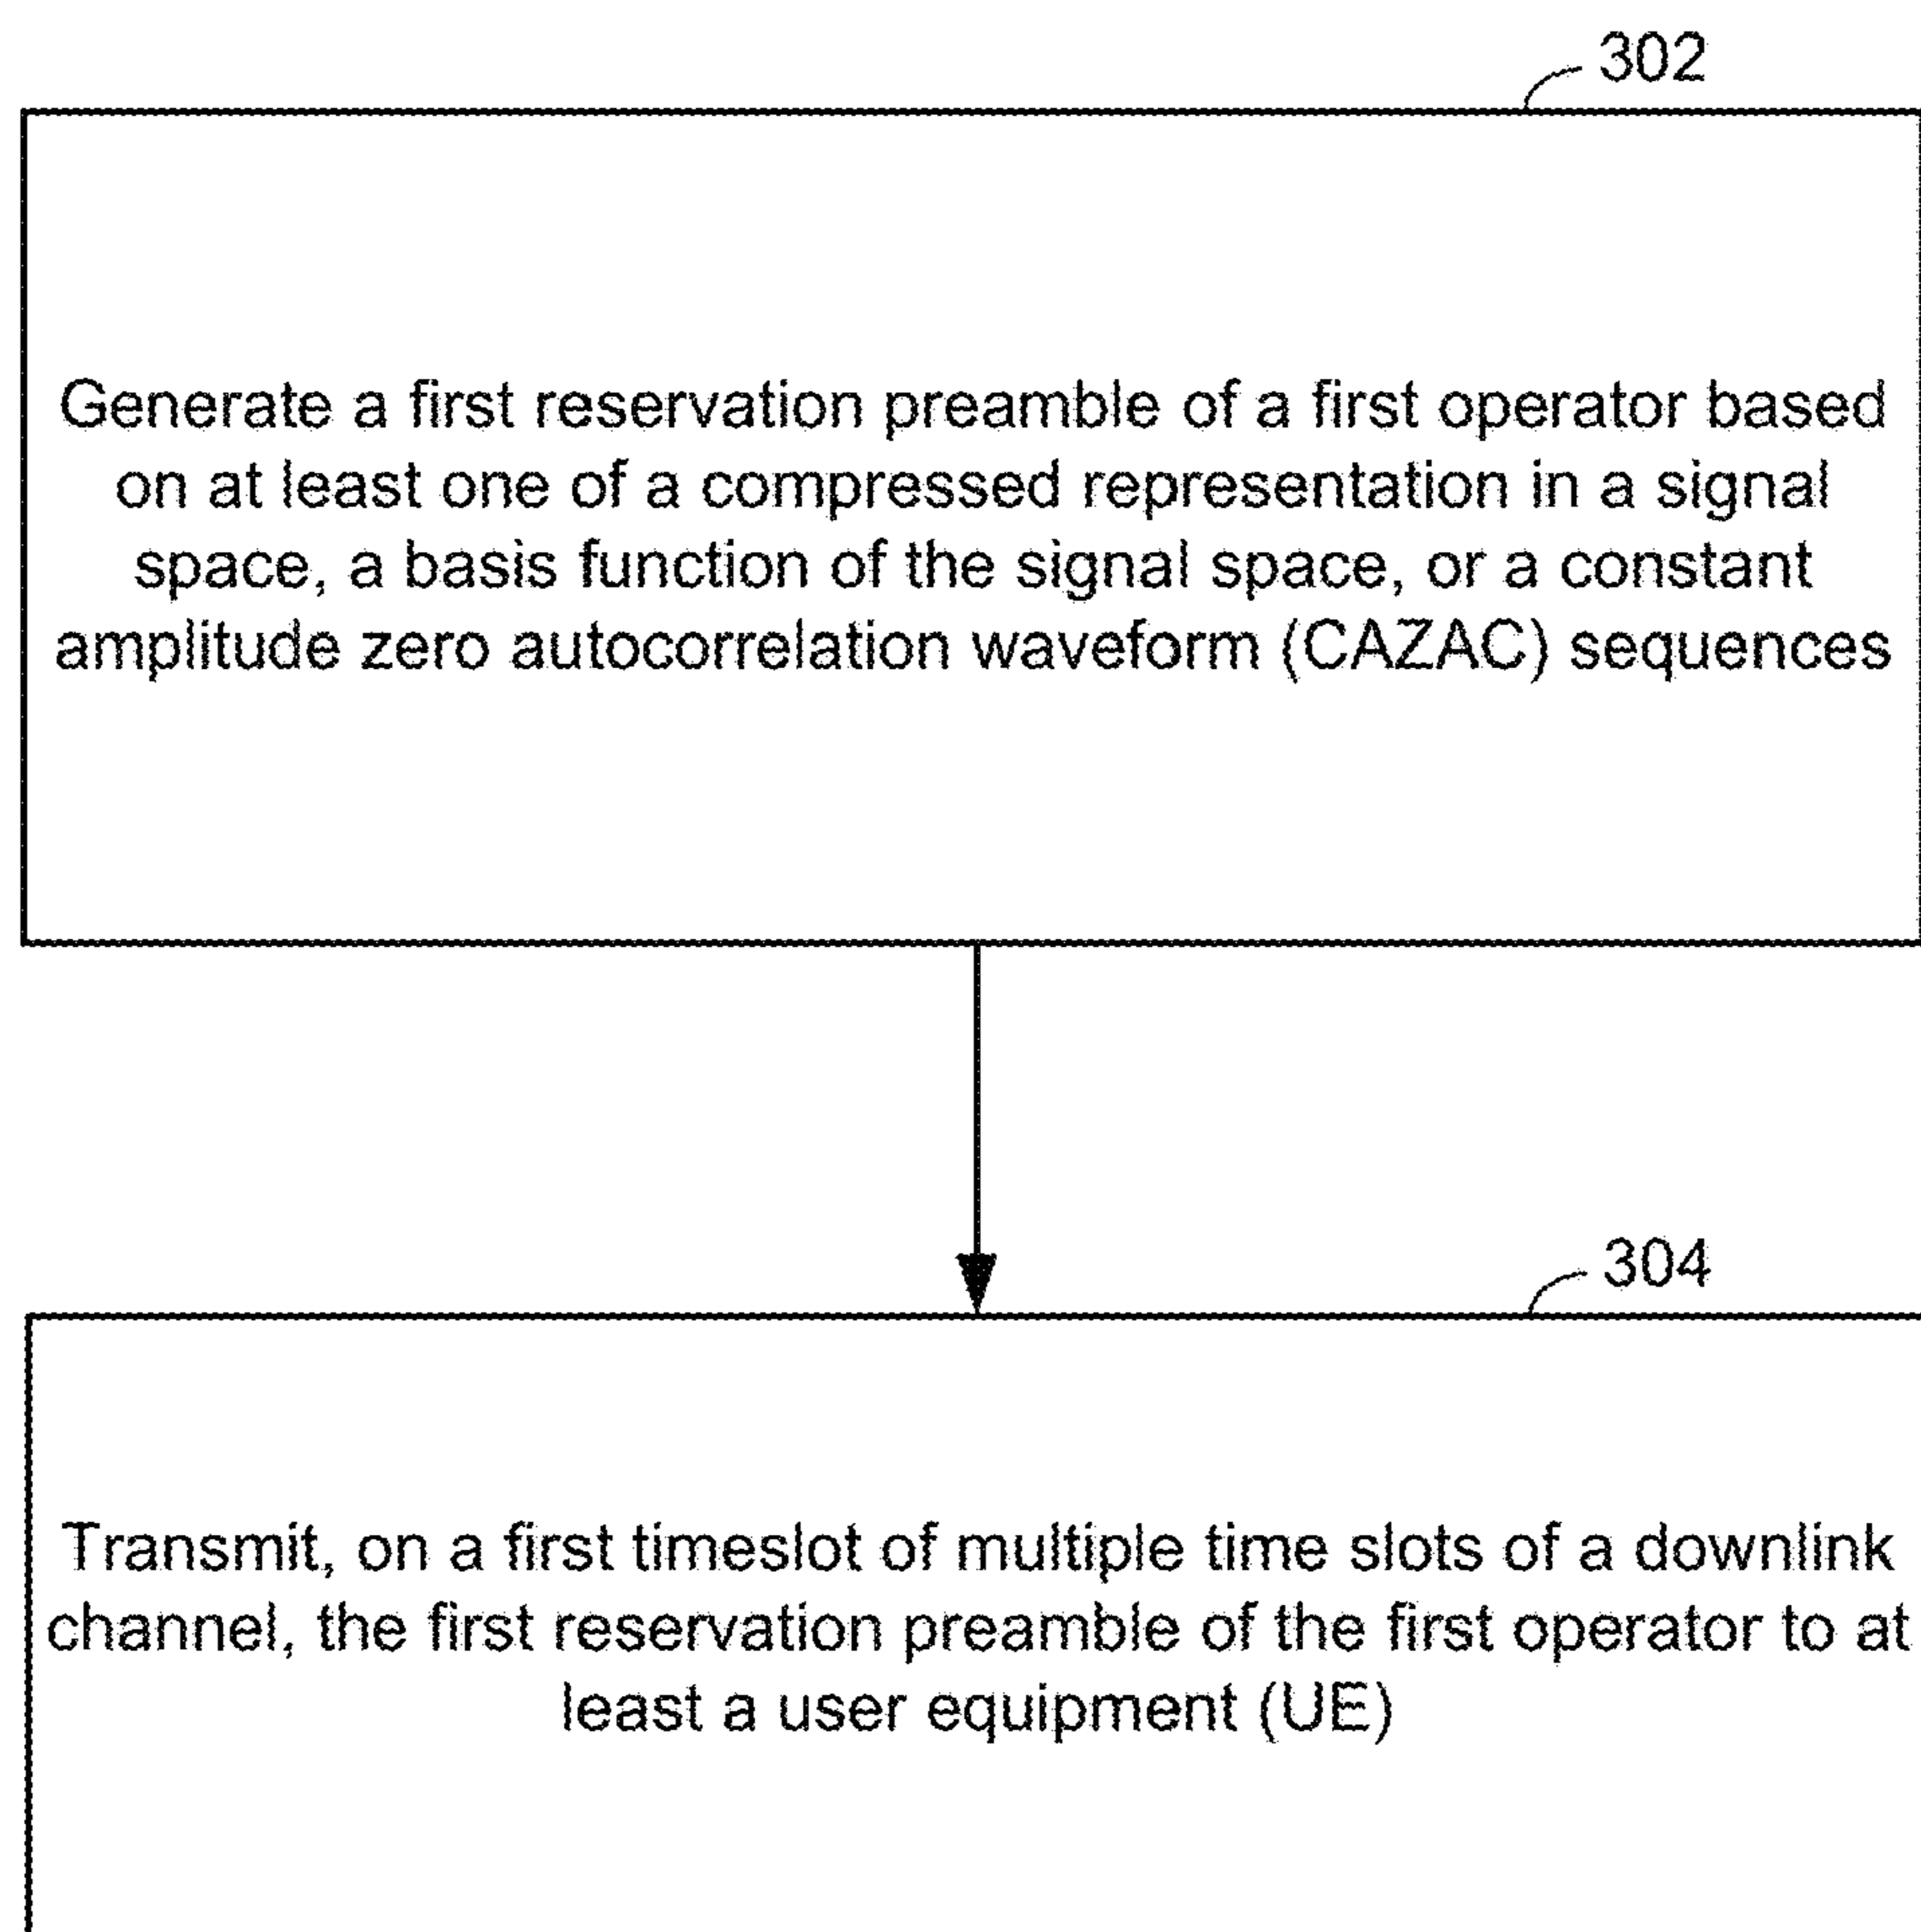 302
Generate a first reservation preamble of a first operator based
on at least one of a compressed representation in a signal
space, a basis function of the signal space, or a constant
amplitude zero autocorrelation waveform (CAZAC) sequences
304
Transmit, on a first timeslot of multiple time slots of a downlink
channel, the first reservation preamble of the first operator to at
least a user equipment (UE)